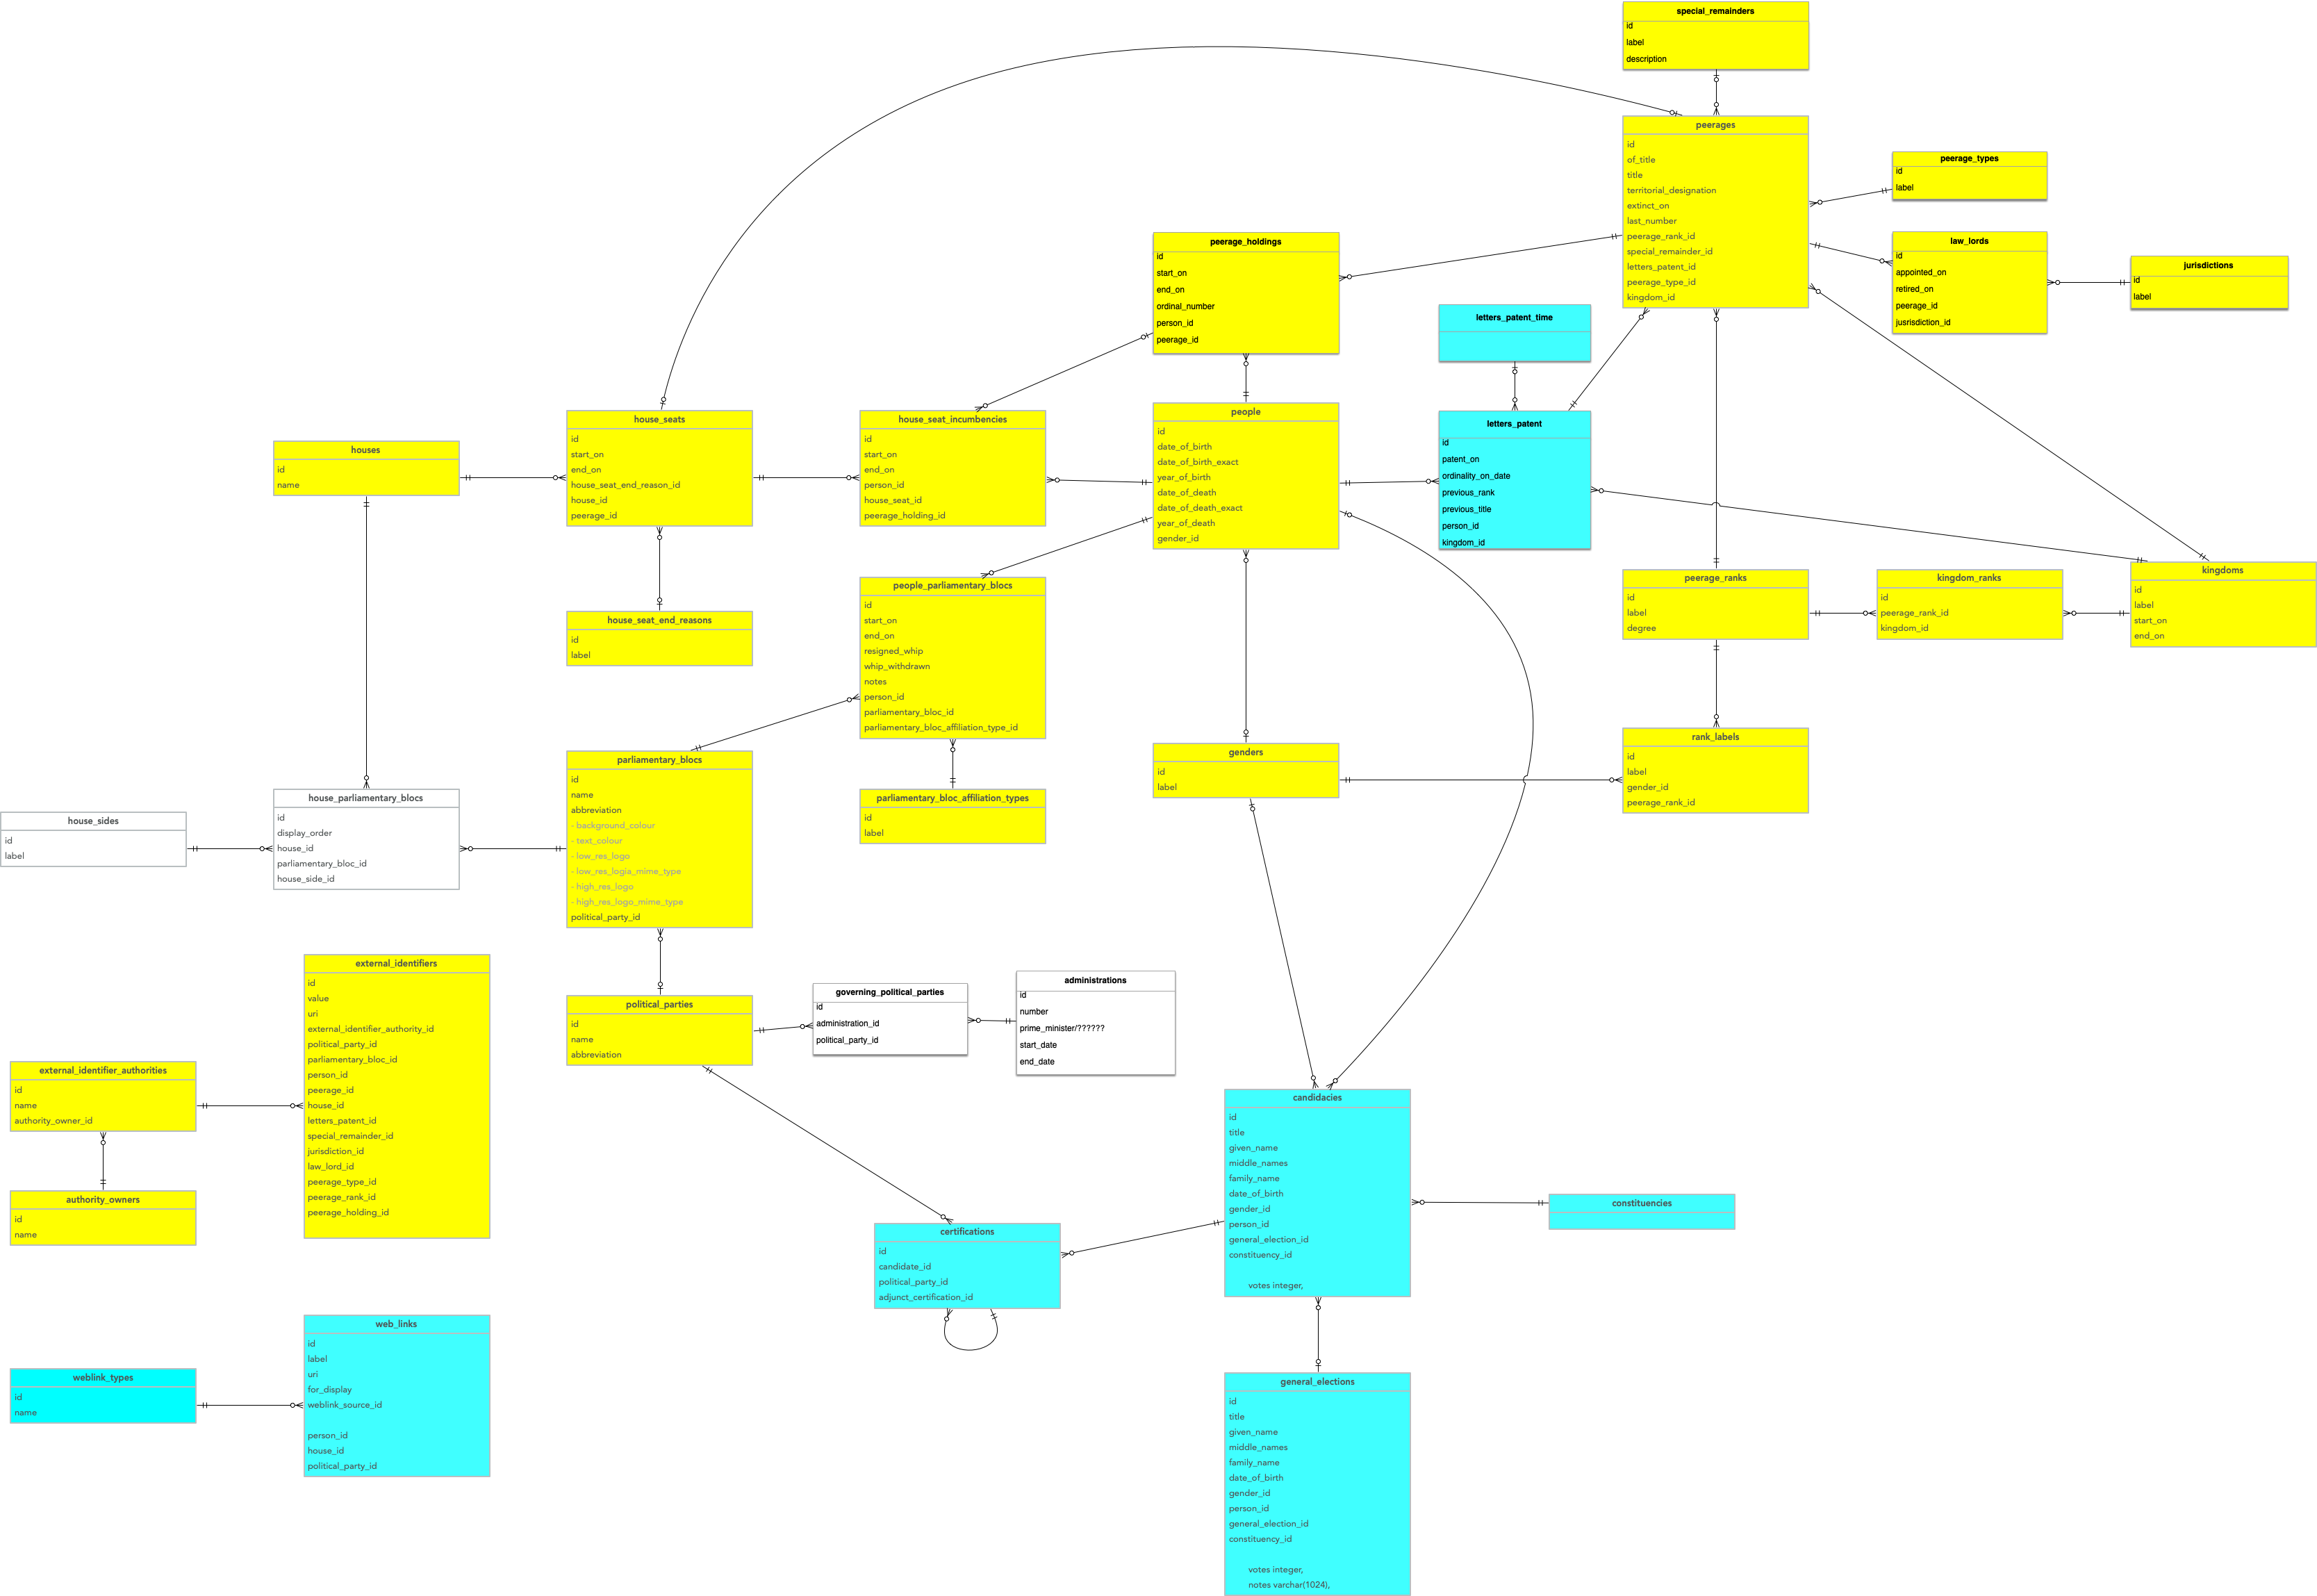 special_remainders
id
label
description
peerages
id
of_title
title
territorial_designation
extinct_on
last_number
peerage_rank_id
special_remainder_id
letters_patent_id
peerage_type_id
kingdom_id
peerage_types
id
label
law_lords
id
appointed_on
retired_on
peerage_id
jusrisdiction_id
jurisdictions
id
label
peerage_holdings
id
start_on
end_on
ordinal_number
person_id
peerage_id
letters_patent_time
letters_patent
id
patent_on
ordinality_on_date
previous_rank
previous_title
person_id
kingdom_id
people
id
date_of_birth
date_of_birth_exact
year_of_birth
date_of_death
date_of_death_exact
year_of_death
gender_id
house_seat_incumbencies
id
start_on
end_on
person_id
house_seat_id
peerage_holding_id
house_seats
id
start_on
end_on
house_seat_end_reason_id
house_id
peerage_id
houses
id
name
house_seat_end_reasons
id
label
people_parliamentary_blocs
id
start_on
end_on
resigned_whip
whip_withdrawn
notes
person_id
parliamentary_bloc_id
parliamentary_bloc_affiliation_type_id
peerage_ranks
id
label
degree
kingdom_ranks
id
peerage_rank_id
kingdom_id
kingdoms
id
label
start_on
end_on
rank_labels
id
label
gender_id
peerage_rank_id
genders
id
label
parliamentary_bloc_affiliation_types
id
label
parliamentary_blocs
id
name
abbreviation
- background_colour
- text_colour
- low_res_logo
- low_res_logia_mime_type
- high_res_logo
- high_res_logo_mime_type
political_party_id
house_parliamentary_blocs
id
display_order
house_id
parliamentary_bloc_id
house_side_id
house_sides
id
label
external_identifiers
id
value
uri
external_identifier_authority_id
political_party_id
parliamentary_bloc_id
person_id
peerage_id
house_id
letters_patent_id
special_remainder_id
jurisdiction_id
law_lord_id
peerage_type_id
peerage_rank_id
peerage_holding_id
external_identifier_authorities
id
name
authority_owner_id
authority_owners
id
name
political_parties
id
name
abbreviation
governing_political_parties
id
administration_id
political_party_id
administrations
id
number
prime_minister/??????
start_date
end_date
candidacies
id
title
given_name
middle_names
family_name
date_of_birth
gender_id
person_id
general_election_id
constituency_id
votes integer,
constituencies
certifications
id
candidate_id
political_party_id
adjunct_certification_id
web_links
id
label
uri
for_display
weblink_source_id
person_id
house_id
political_party_id
weblink_types
id
name
general_elections
id
title
given_name
middle_names
family_name
date_of_birth
gender_id
person_id
general_election_id
constituency_id
votes integer,
notes varchar(1024),